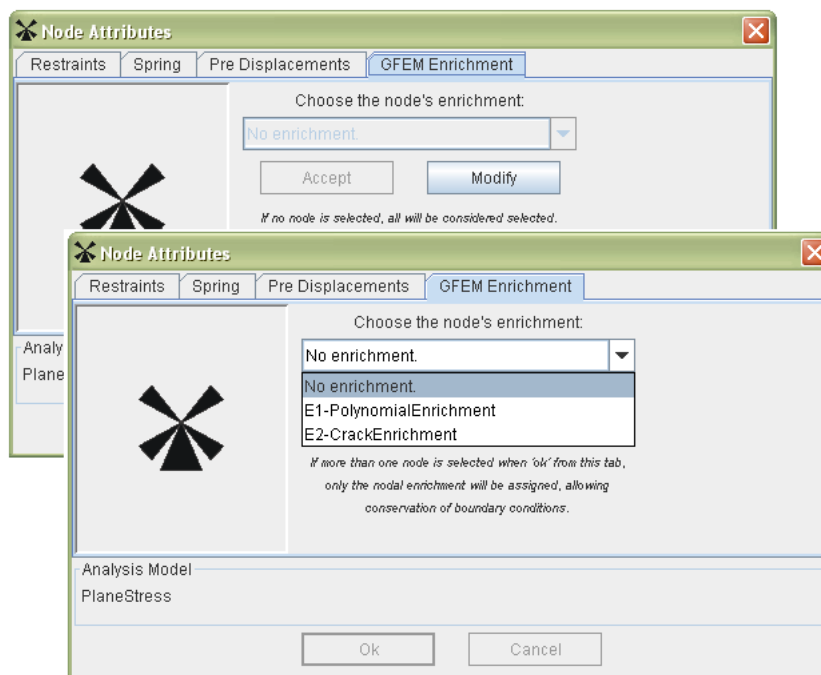 Node Attributes
Restraints Spring Pre Displacements GFEM Enrichment
Choose the node's enrichment:
No enrichment.
Accept Modify
If no node is selected, all will be considered selected.
Analy
Plane
Node Attributes
Restraints Spring Pre Displacements GFEM Enrichment
Choose the node's enrichment:
No enrichment.
No enrichment.
E1-PolynomialEnrichment
E2-CrackEnrichment
If more than one node is selected when 'ok' from this tab,
only the nodal enrichment will be assigned, allowing
conservation of boundary conditions.
Analysis Model
PlaneStress
Ok Cancel